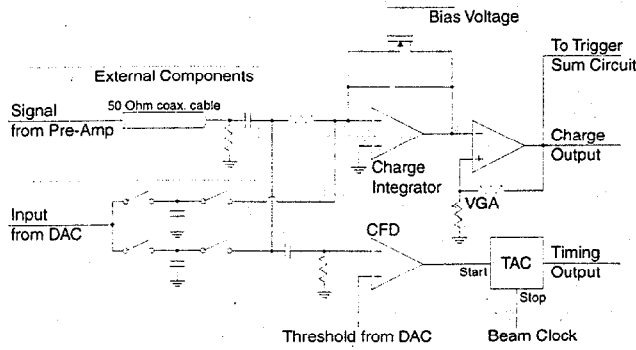 Bias Voltage
To Trigger
Sum Circuit
External Components
50 Ohm coax. cable
Signal
from Pre-Amp
Charge
Integrator
+
Charge
Output
VGA
Input
from DAC
CFD
Start
TAC
Timing
Output
Stop
Threshold from DAC
Beam Clock